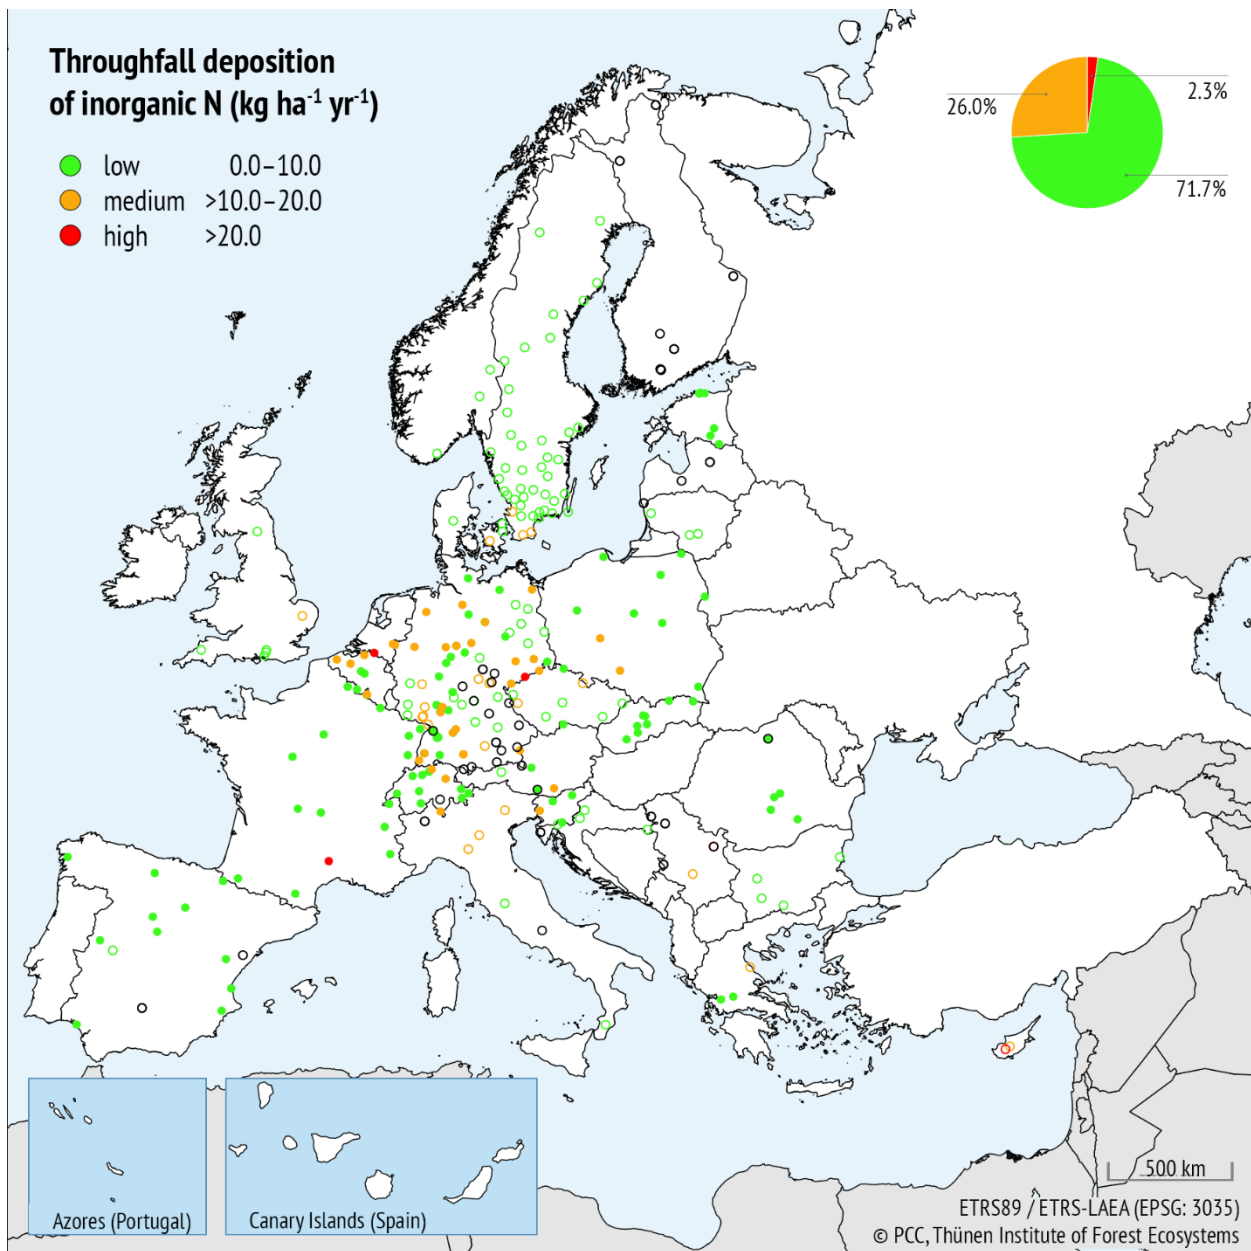 Throughfall deposition
of inorganic N (kg ha⁻¹ yr⁻¹)
low 0.0–10.0
medium >10.0–20.0
high >20.0
2.3%
26.0%
71.7%
Azores (Portugal)
Canary Islands (Spain)
500 km
ETRS89 / ETRS-LAEA (EPSG: 3035)
© PCC, Thünen Institute of Forest Ecosystems